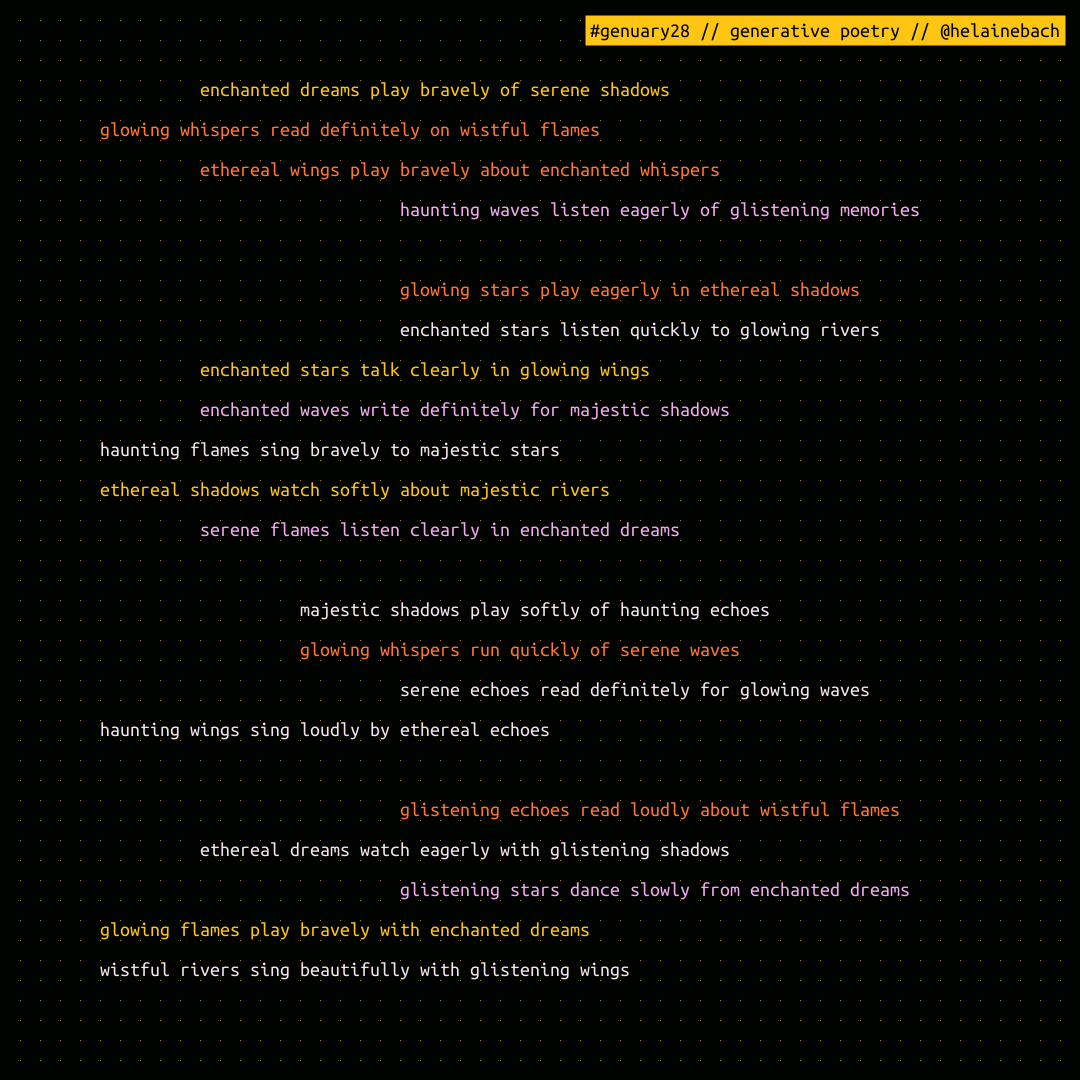 #genuary28 // generative poetry // @helainebach
enchanted dreams play bravely of serene shadows
glowing whispers read definitely on wistful flames
ethereal wings play bravely about enchanted whispers
haunting waves listen eagerly of glistening memories
glowing stars play eagerly in ethereal shadows
enchanted stars listen quickly to glowing rivers
enchanted stars talk clearly in glowing wings
enchanted waves write definitely for majestic shadows
haunting flames sing bravely to majestic stars
ethereal shadows watch softly about majestic rivers
serene flames listen clearly in enchanted dreams
majestic shadows play softly of haunting echoes
glowing whispers run quickly of serene waves
serene echoes read definitely for glowing waves
haunting wings sing loudly by ethereal echoes
glistening echoes read loudly about wistful flames
ethereal dreams watch eagerly with glistening shadows
glistening stars dance slowly from enchanted dreams
glowing flames play bravely with enchanted dreams
wistful rivers sing beautifully with glistening wings